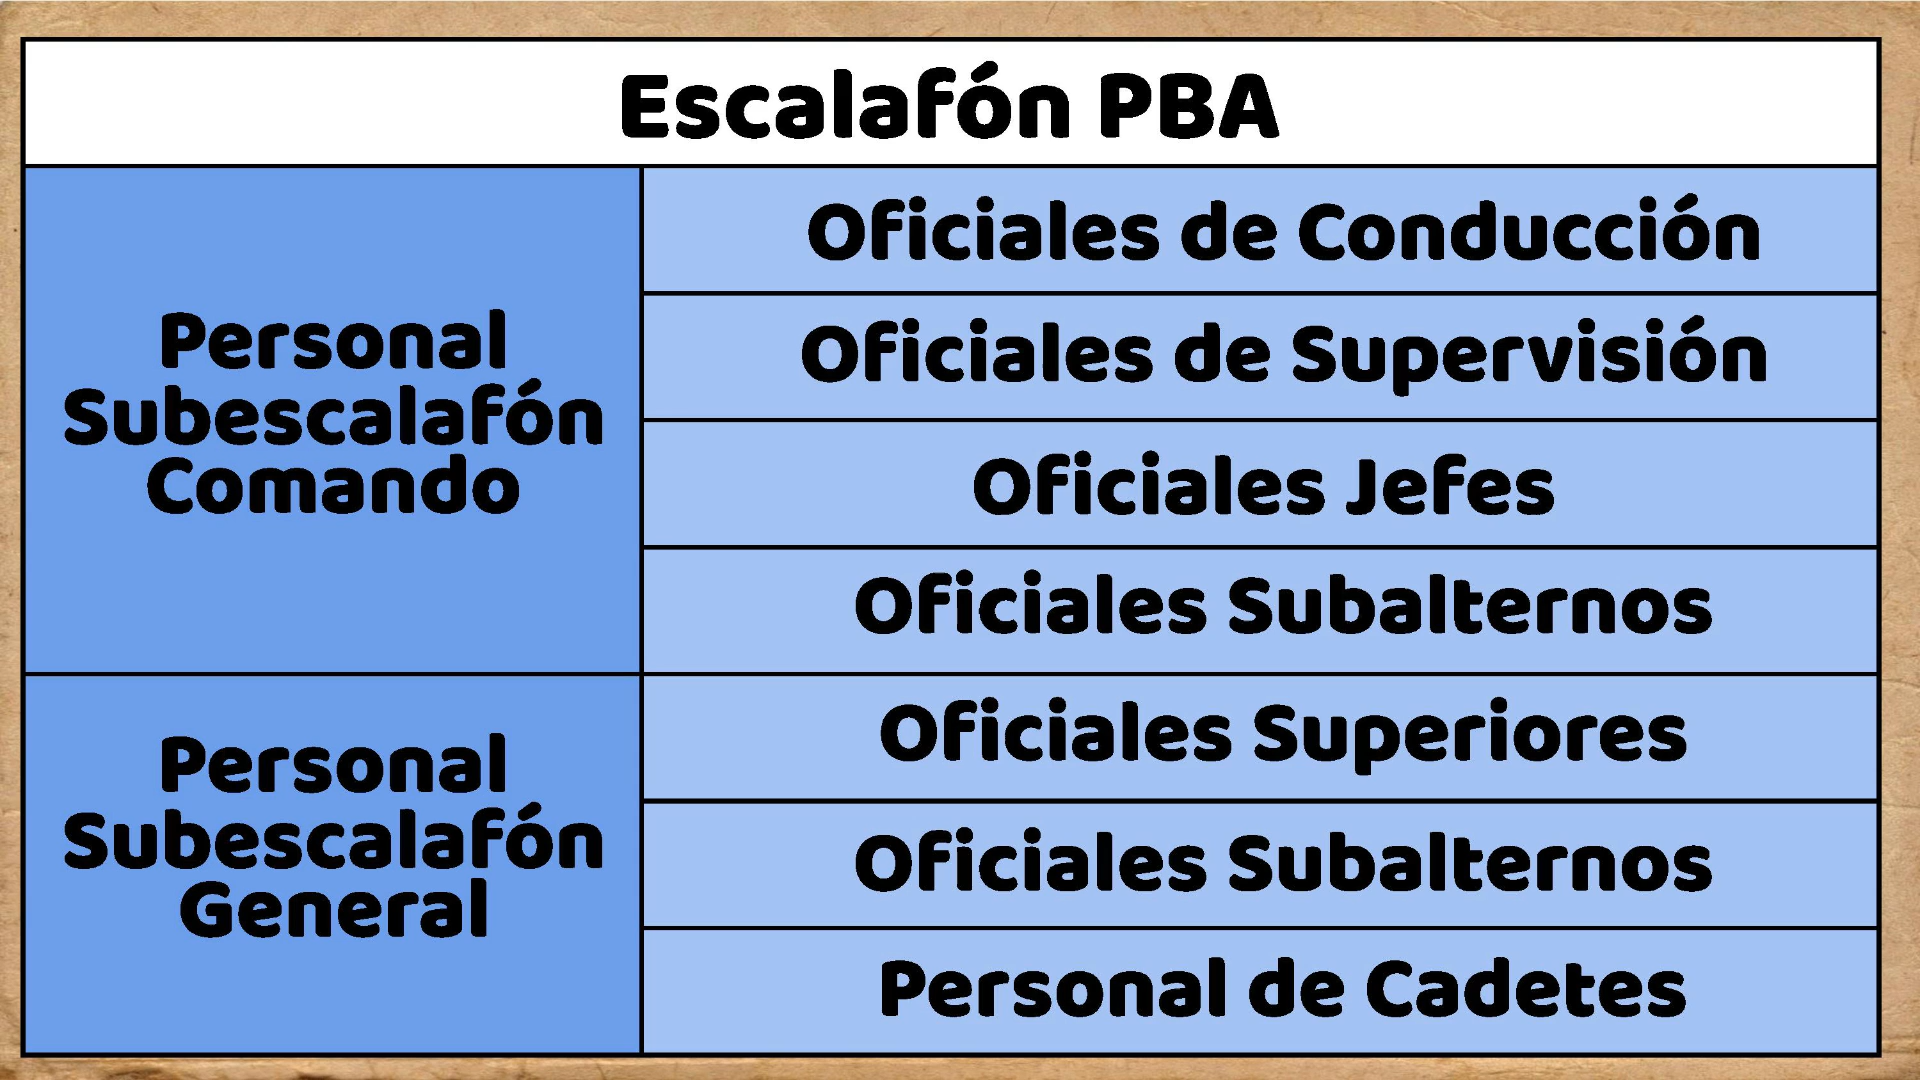 Escalafón PBA
Personal
Subescalafón
Comando
Oficiales de Conducción
Oficiales de Supervisión
Oficiales Jefes
Oficiales Subalternos
Personal
Subescalafón
General
Oficiales Superiores
Oficiales Subalternos
Personal de Cadetes